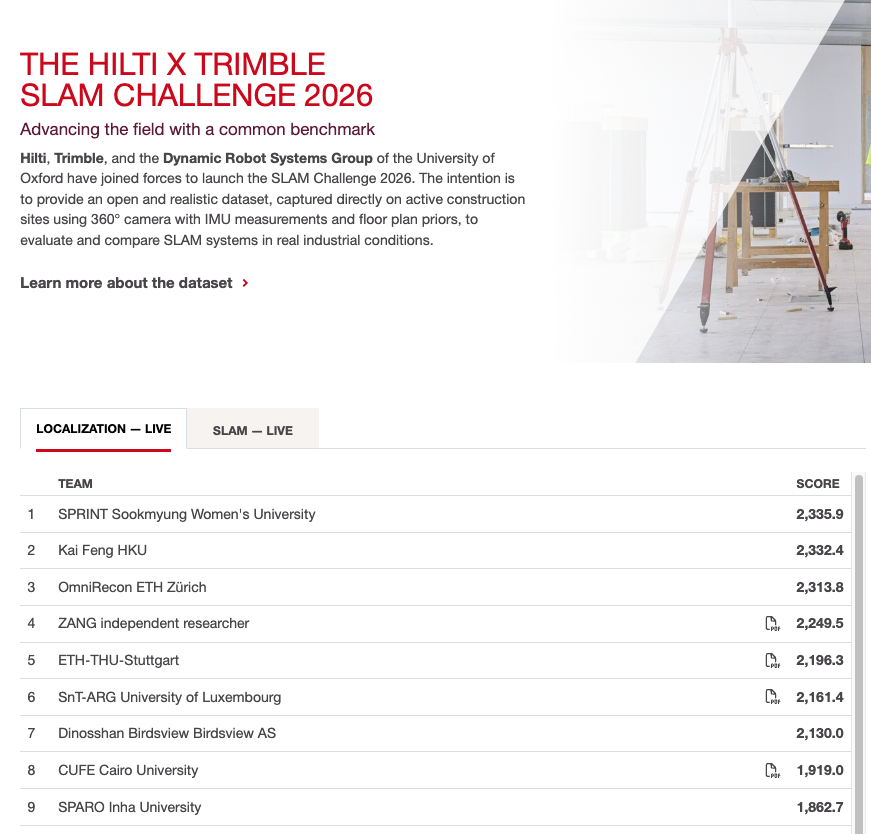 THE HILTI X TRIMBLE
SLAM CHALLENGE 2026
Advancing the field with a common benchmark
Hilti, Trimble, and the Dynamic Robot Systems Group of the University of
Oxford have joined forces to launch the SLAM Challenge 2026. The intention is
to provide an open and realistic dataset, captured directly on active construction
sites using 360° camera with IMU measurements and floor plan priors, to
evaluate and compare SLAM systems in real industrial conditions.
Learn more about the dataset
LOCALIZATION — LIVE SLAM — LIVE
TEAM SCORE
1 SPRINT Sookmyung Women's University 2,335.9
2 Kai Feng HKU 2,332.4
3 OmniRecon ETH Zürich 2,313.8
4 ZANG independent researcher PDF 2,249.5
5 ETH-THU-Stuttgart PDF 2,196.3
6 SnT-ARG University of Luxembourg PDF 2,161.4
7 Dinosshan Birdsview Birdsview AS 2,130.0
8 CUFE Cairo University PDF 1,919.0
9 SPARO Inha University 1,862.7